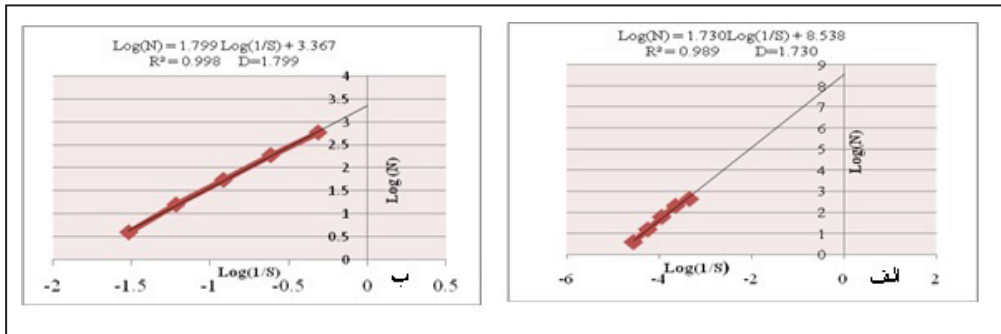 Log(N) = 1.799 Log(1/S) + 3.367
R² = 0.998 D=1.799
4
3.5
3
2.5
2
1.5
1
0.5
0
Log (N)
Log(1/S)
-2 -1.5 -1 -0.5 0 0.5
ب
Log(N) = 1.730Log(1/S) + 8.538
R² = 0.989 D=1.730
9
8
7
6
5
4
3
2
1
0
Log(N)
Log(1/S)
-6 -4 -2 0 2
الف